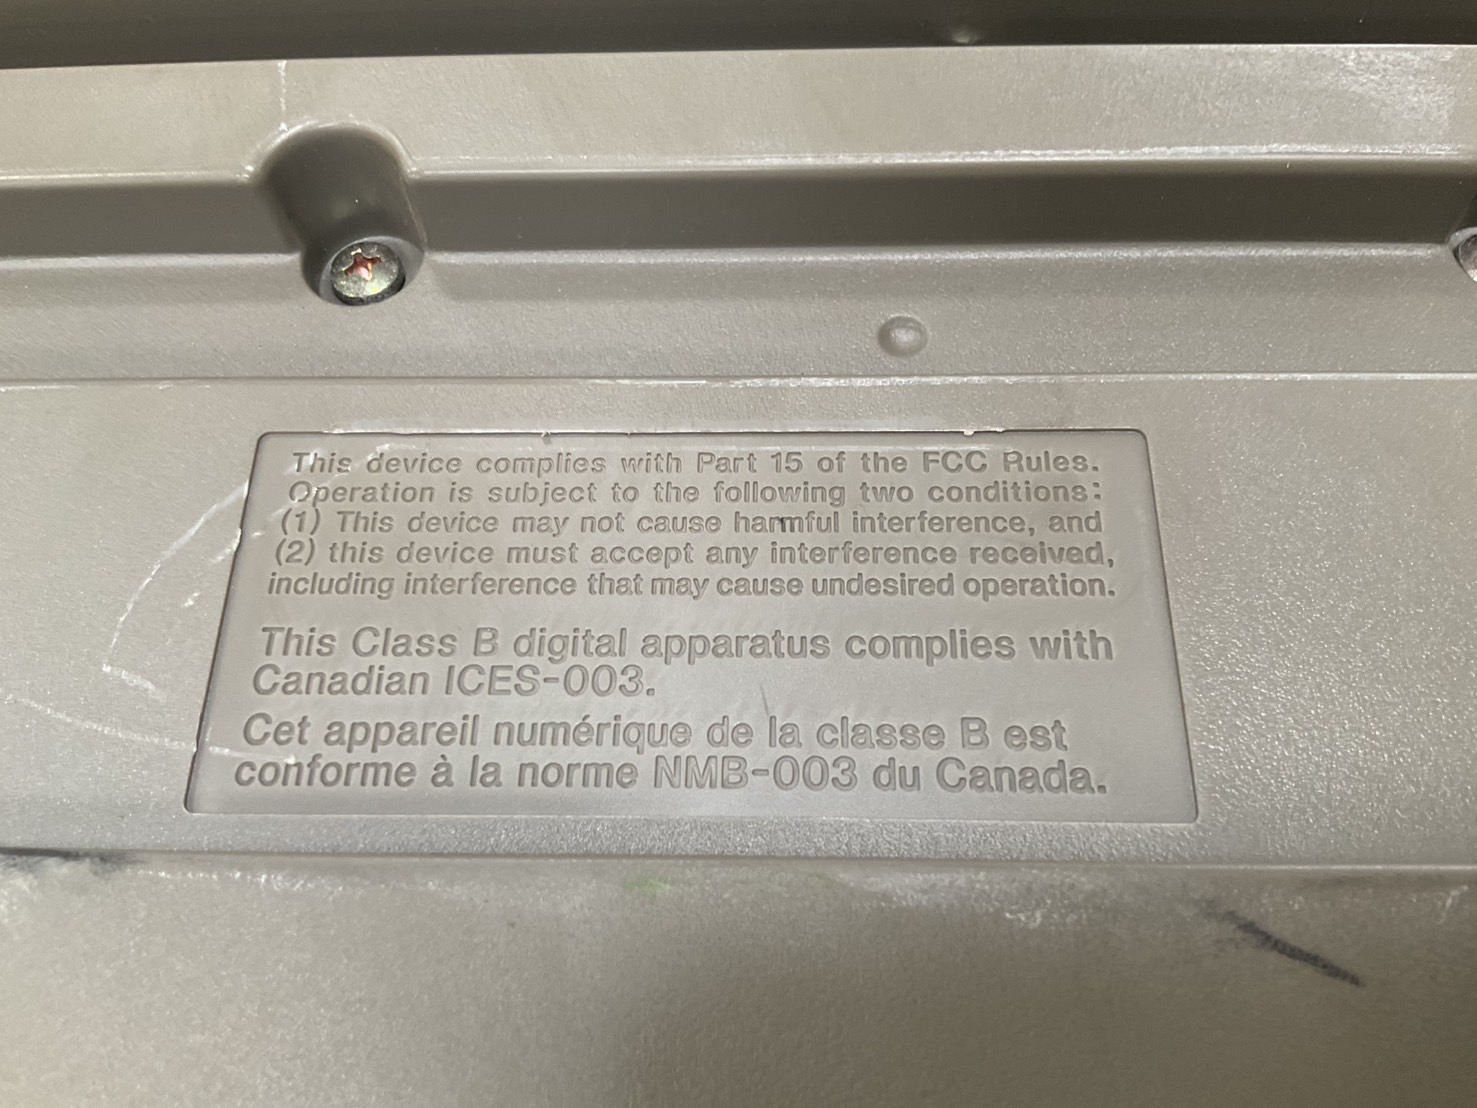 This device complies with Part 15 of the FCC Rules.
Operation is subject to the following two conditions:
(1) This device may not cause harmful interference, and
(2) this device must accept any interference received,
including interference that may cause undesired operation.
This Class B digital apparatus complies with
Canadian ICES-003.
Cet appareil numérique de la classe B est
conforme à la norme NMB-003 du Canada.